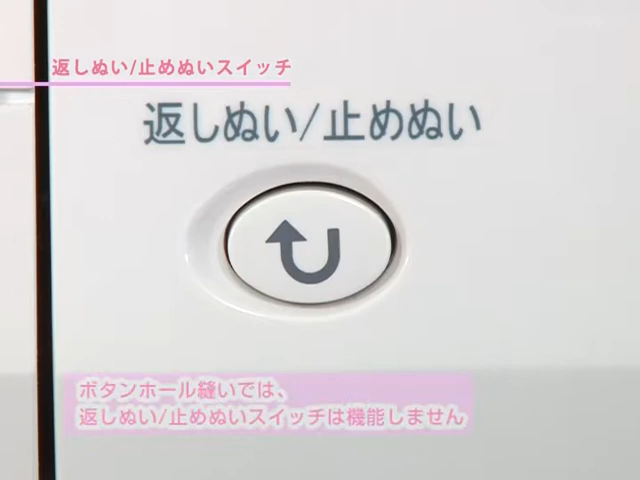 返しぬい/止めぬいスイッチ
返しぬい/止めぬい
ボタンホール縫いでは、
返しぬい/止めぬいスイッチは機能しません